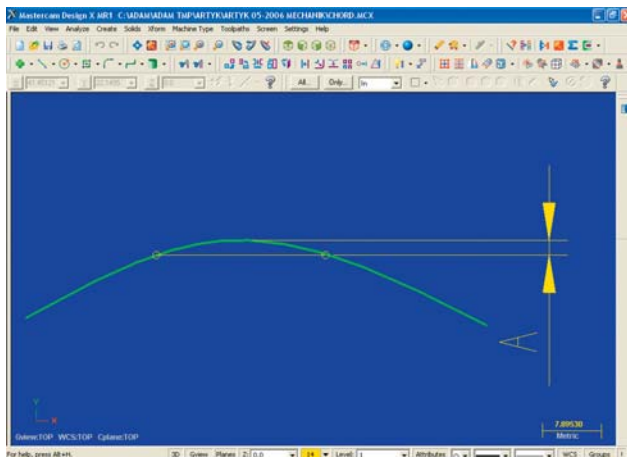 Mastercam Design X MR1 C:\ADAM\ADAM TMP\ARTYK\ARTYK 05-2006 MECHANIK\CHORD.MCX
File Edit View Analyze Create Solids Xform Machine Type Toolpaths Screen Settings Help
All... Only... In
A
Y
X
7.89530
Metric
Gview:TOP WCS:TOP Cplane:TOP
For help, press Alt+H. 3D Gview Planes Z: 0.0 14 Level: 1 Attributes WCS Groups